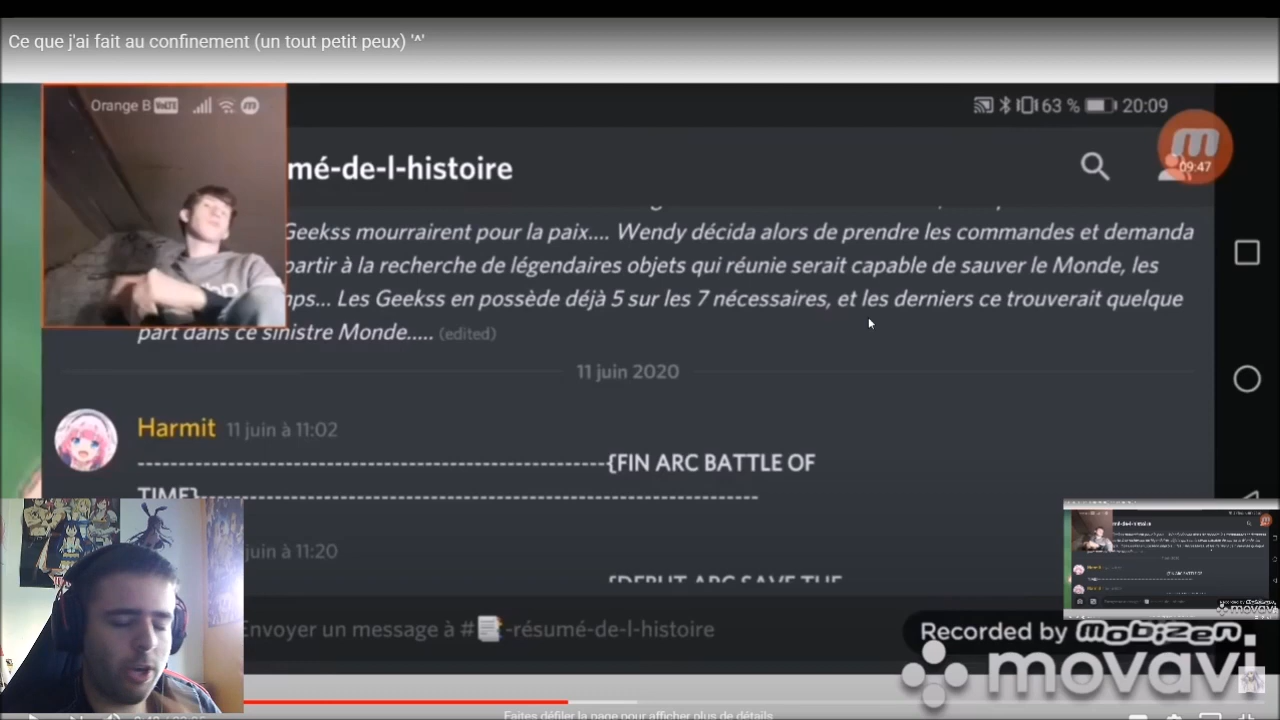 Ce que j'ai fait au confinement (un tout petit peux) '^'
Orange B VoLTE
63 % 20:09
09:47
mé-de-l-histoire
Geekss mourrairent pour la paix.... Wendy décida alors de prendre les commandes et demanda
partir à la recherche de légendaires objets qui réunie serait capable de sauver le Monde, les
mps... Les Geekss en possède déjà 5 sur les 7 nécessaires, et les derniers ce trouverait quelque
part dans ce sinistre Monde..... (edited)
11 juin 2020
Harmit 11 juin à 11:02
----------------------------------------------------------{FIN ARC BATTLE OF
TIME}---------------------------------------------------------------------
juin à 11:20
{DEBUT ARC SAVE THE
Envoyer un message à # -résumé-de-l-histoire
Recorded by mobizen.
movavi
Faites défiler la page pour afficher plus de détails